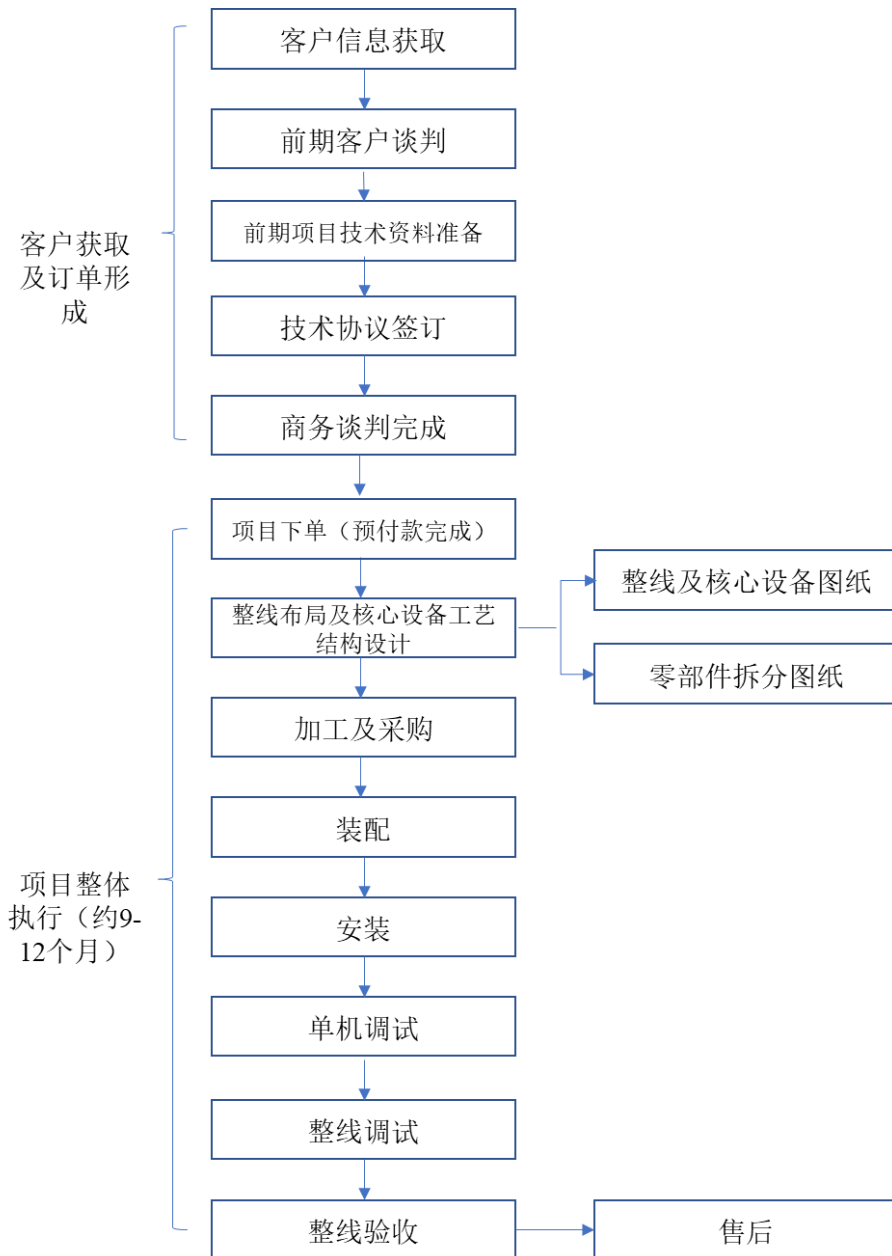 客户信息获取
前期客户谈判
前期项目技术资料准备
客户获取
及订单形
成
技术协议签订
商务谈判完成
项目下单（预付款完成）
整线布局及核心设备工艺
结构设计
整线及核心设备图纸
零部件拆分图纸
加工及采购
装配
项目整体
执行（约9-
12个月）
安装
单机调试
整线调试
整线验收
售后